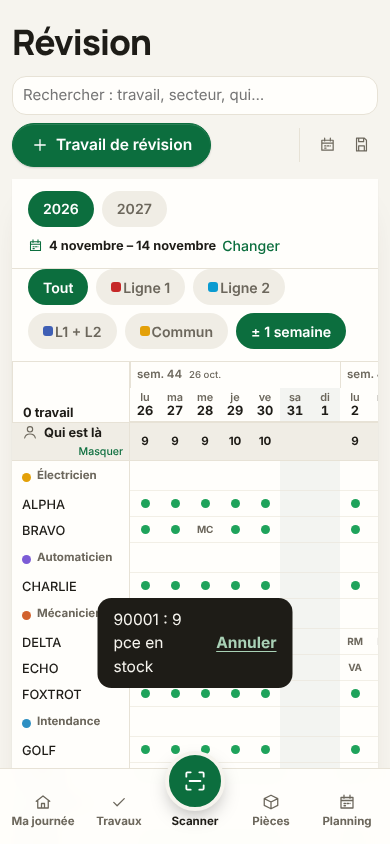 Révision
Rechercher : travail, secteur, qui...
+ Travail de révision
2026 2027
4 novembre – 14 novembre Changer
Tout Ligne 1 Ligne 2
L1 + L2 Commun ± 1 semaine
sem. 44 26 oct. sem.
lu ma me je ve sa di lu
0 travail 26 27 28 29 30 31 1 2
Qui est là 9 9 9 10 10 9
Masquer
Électricien
ALPHA
BRAVO MC
Automaticien
CHARLIE
Mécanicien
DELTA RM
ECHO VA
FOXTROT
Intendance
GOLF
90001 : 9
pce en
stock
Annuler
Ma journée Travaux Scanner Pièces Planning